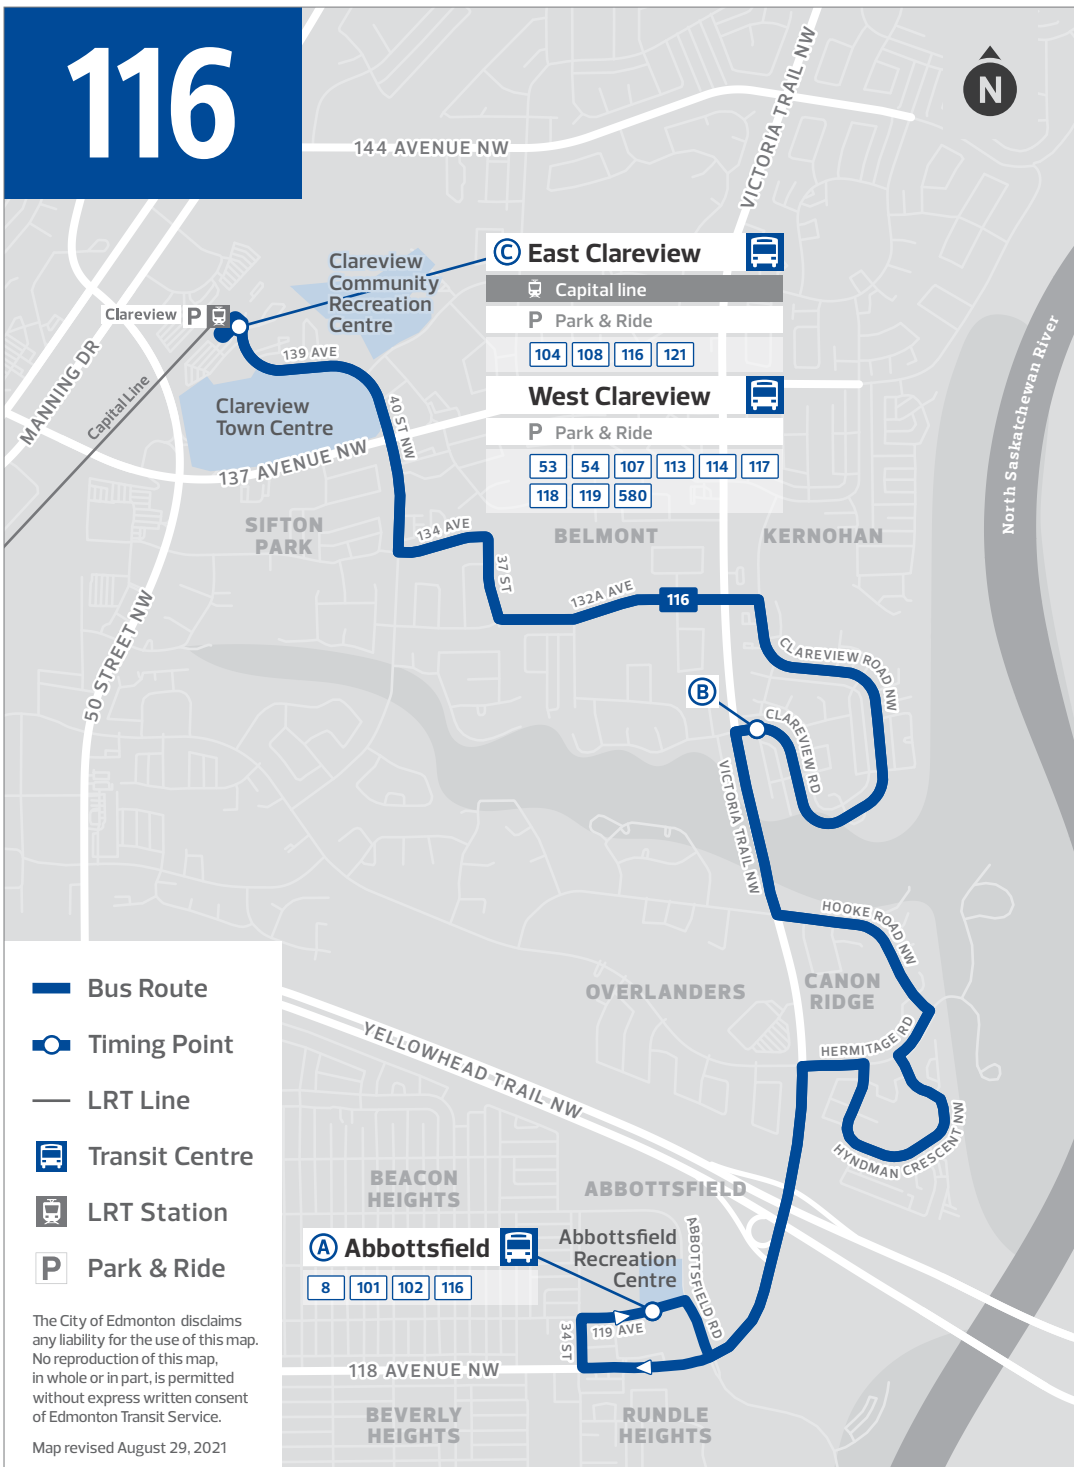 116
N
144 AVENUE NW
VICTORIA TRAIL NW
Clareview
Community
Recreation
Centre
C East Clareview
Capital line
P Park & Ride
104 108 116 121
West Clareview
P Park & Ride
53 54 107 113 114 117
118 119 580
Clareview P
139 AVE
MANNING DR
Capital Line
Clareview
Town Centre
40 ST NW
137 AVENUE NW
North Saskatchewan River
SIFTON
PARK
134 AVE
BELMONT
KERNOHAN
37 ST
132A AVE
116
50 STREET NW
CLAREVIEW ROAD NW
B
CLAREVIEW RD
VICTORIA TRAIL NW
HOOKE ROAD NW
OVERLANDERS
CANON
RIDGE
HERMITAGE RD
YELLOWHEAD TRAIL NW
HYNDMAN CRESCENT NW
BEACON
HEIGHTS
ABBOTTSFIELD
A Abbottsfield
8 101 102 116
Abbottsfield
Recreation
Centre
ABBOTTSFIELD RD
34 ST
119 AVE
118 AVENUE NW
BEVERLY
HEIGHTS
RUNDLE
HEIGHTS
Bus Route
Timing Point
LRT Line
Transit Centre
LRT Station
P Park & Ride
The City of Edmonton disclaims
any liability for the use of this map.
No reproduction of this map,
in whole or in part, is permitted
without express written consent
of Edmonton Transit Service.
Map revised August 29, 2021